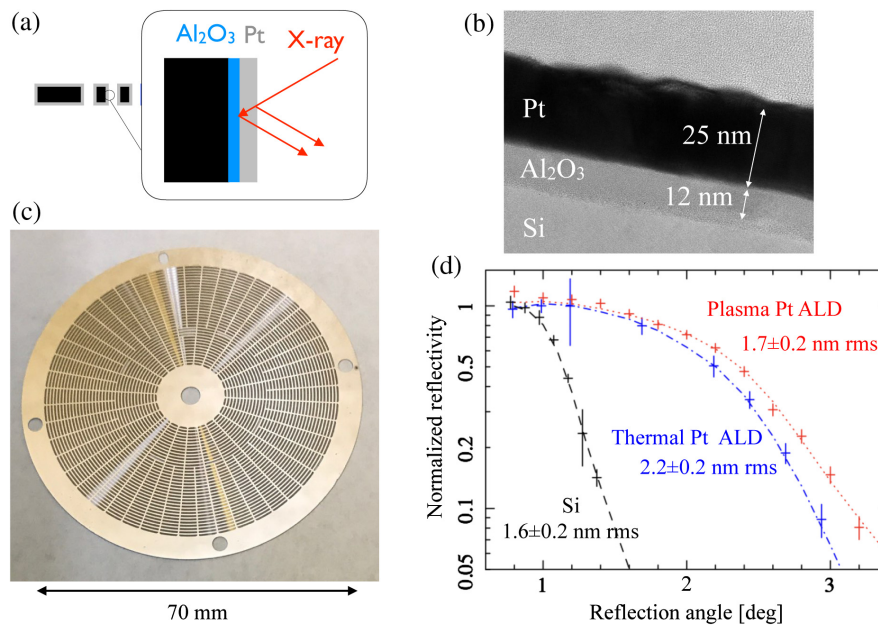 (a)
Al₂O₃ Pt X-ray
(b)
Pt
25 nm
Al₂O₃
12 nm
Si
(c)
70 mm
(d)
Normalized reflectivity
1
0.5
0.2
0.1
0.05
Plasma Pt ALD
1.7±0.2 nm rms
Thermal Pt ALD
2.2±0.2 nm rms
Si
1.6±0.2 nm rms
1 2 3
Reflection angle [deg]